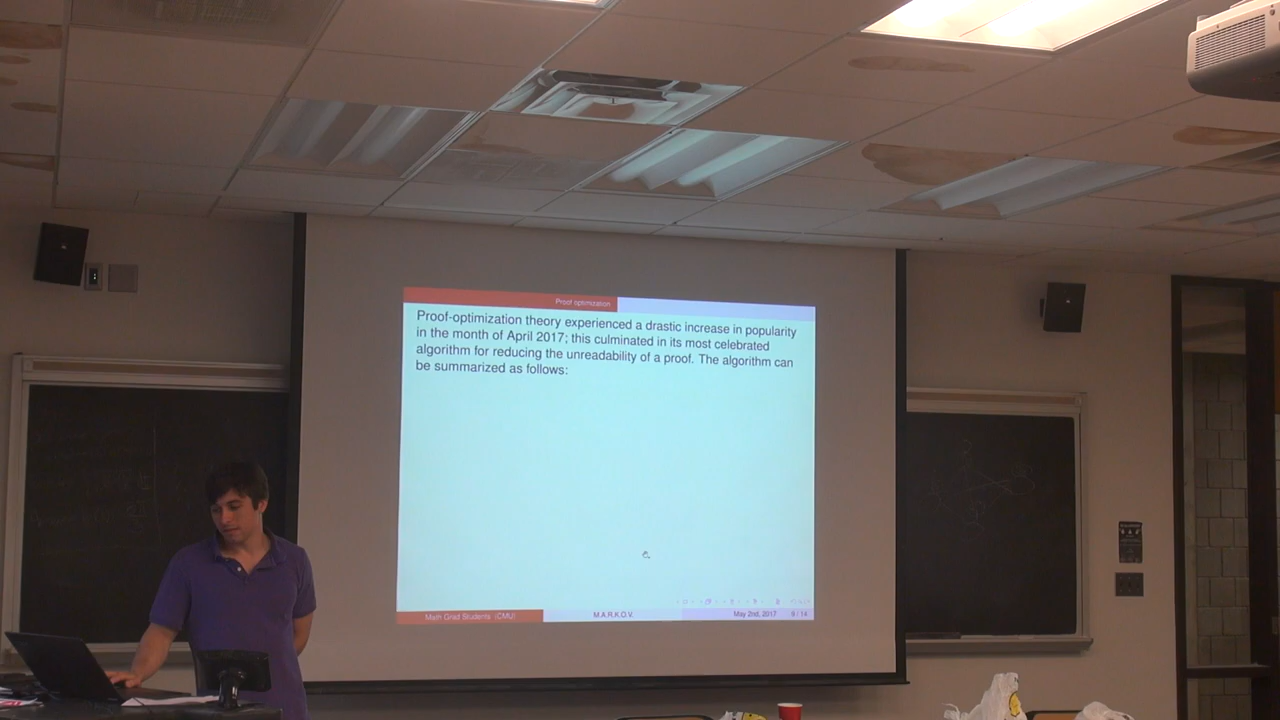 Proof optimization
Proof-optimization theory experienced a drastic increase in popularity
in the month of April 2017; this culminated in its most celebrated
algorithm for reducing the unreadability of a proof. The algorithm can
be summarized as follows:
Math Grad Students (CMU) M.A.R.K.O.V. May 2nd, 2017 6 / 14